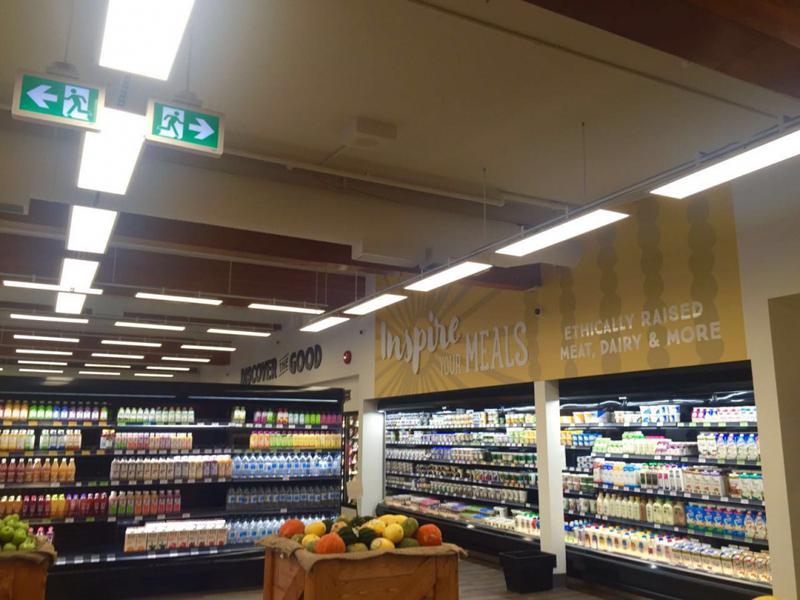 DISCOVER THE GOOD
Inspire
YOUR MEALS
ETHICALLY RAISED
MEAT, DAIRY & MORE